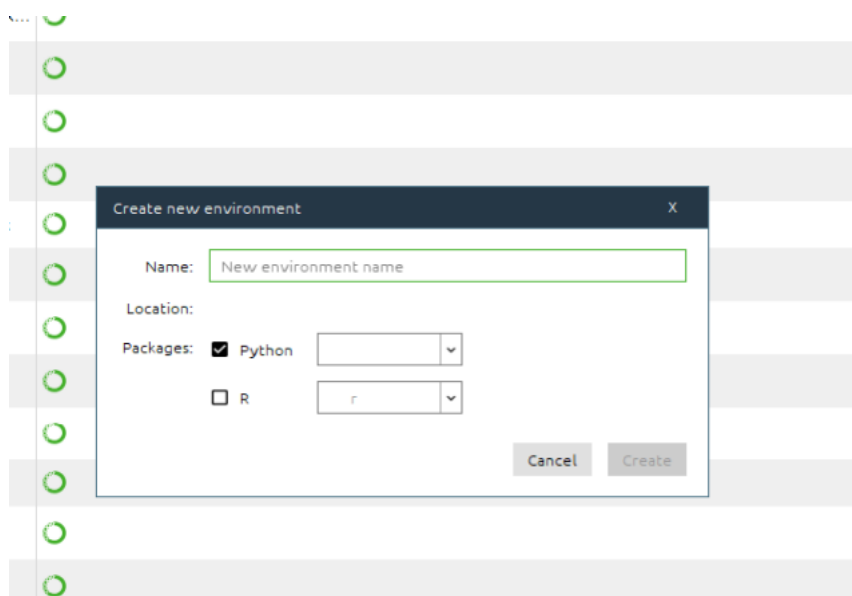 Create new environment X
Name: New environment name
Location:
Packages: Python
R r
Cancel Create